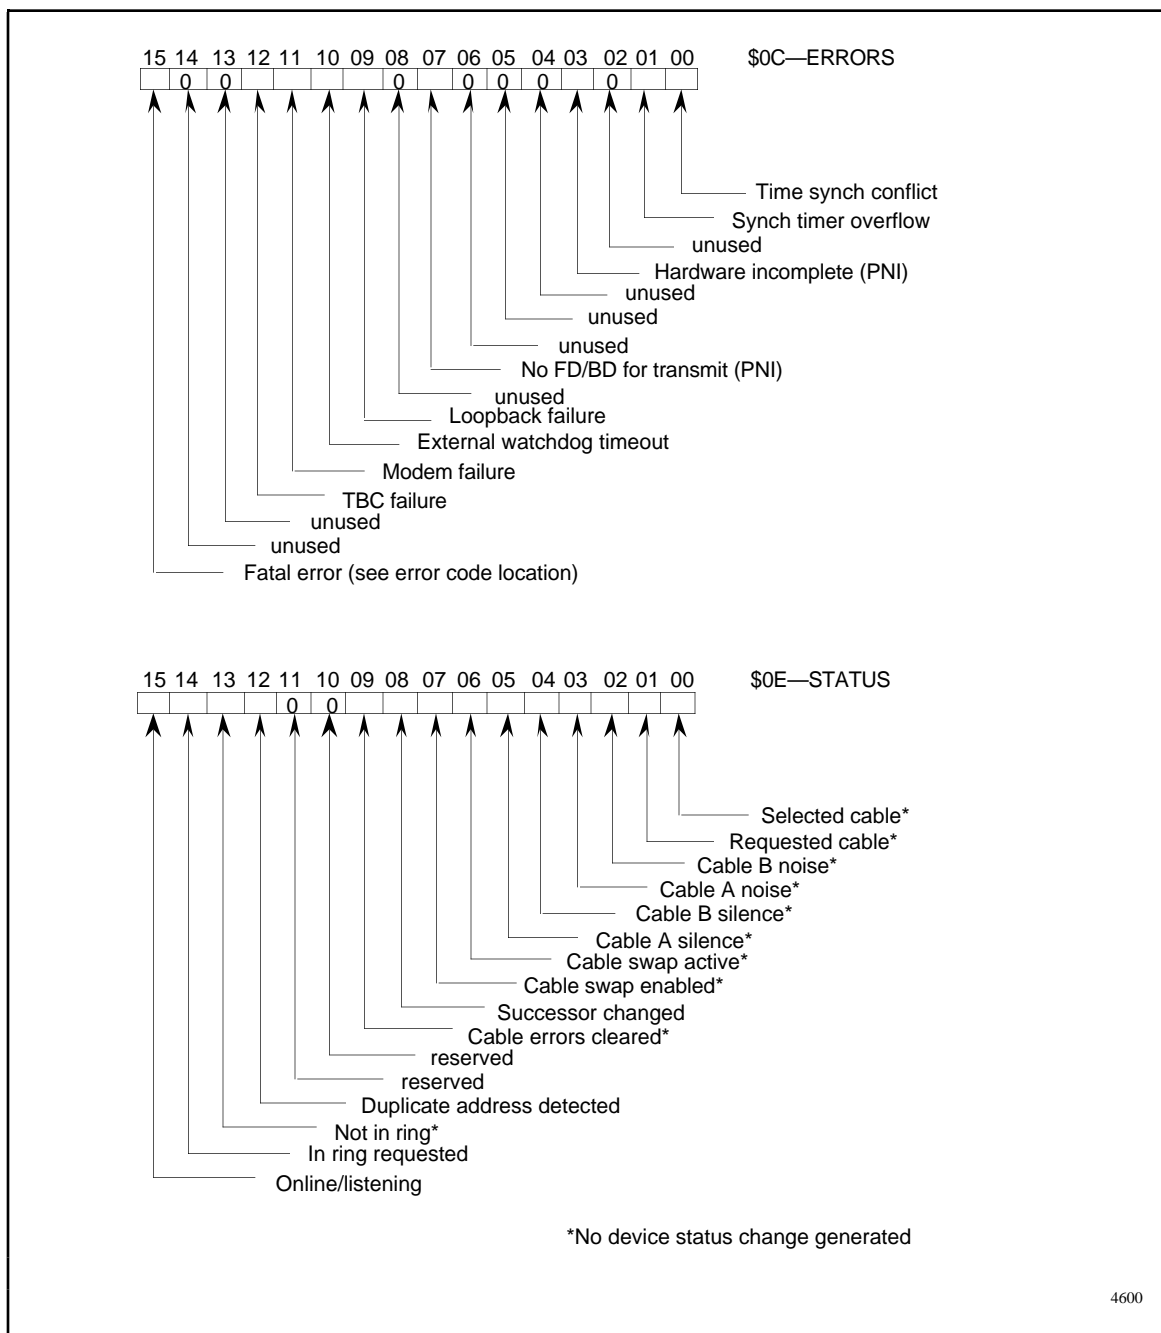 15 14 13 12 11 10 09 08 07 06 05 04 03 02 01 00 $0C—ERRORS
0 0 0 0 0 0 0
Time synch conflict
Synch timer overflow
unused
Hardware incomplete (PNI)
unused
unused
unused
No FD/BD for transmit (PNI)
unused
Loopback failure
External watchdog timeout
Modem failure
TBC failure
unused
unused
Fatal error (see error code location)
15 14 13 12 11 10 09 08 07 06 05 04 03 02 01 00 $0E—STATUS
0 0
Selected cable*
Requested cable*
Cable B noise*
Cable A noise*
Cable B silence*
Cable A silence*
Cable swap active*
Cable swap enabled*
Successor changed
Cable errors cleared*
reserved
reserved
Duplicate address detected
Not in ring*
In ring requested
Online/listening
*No device status change generated
4600